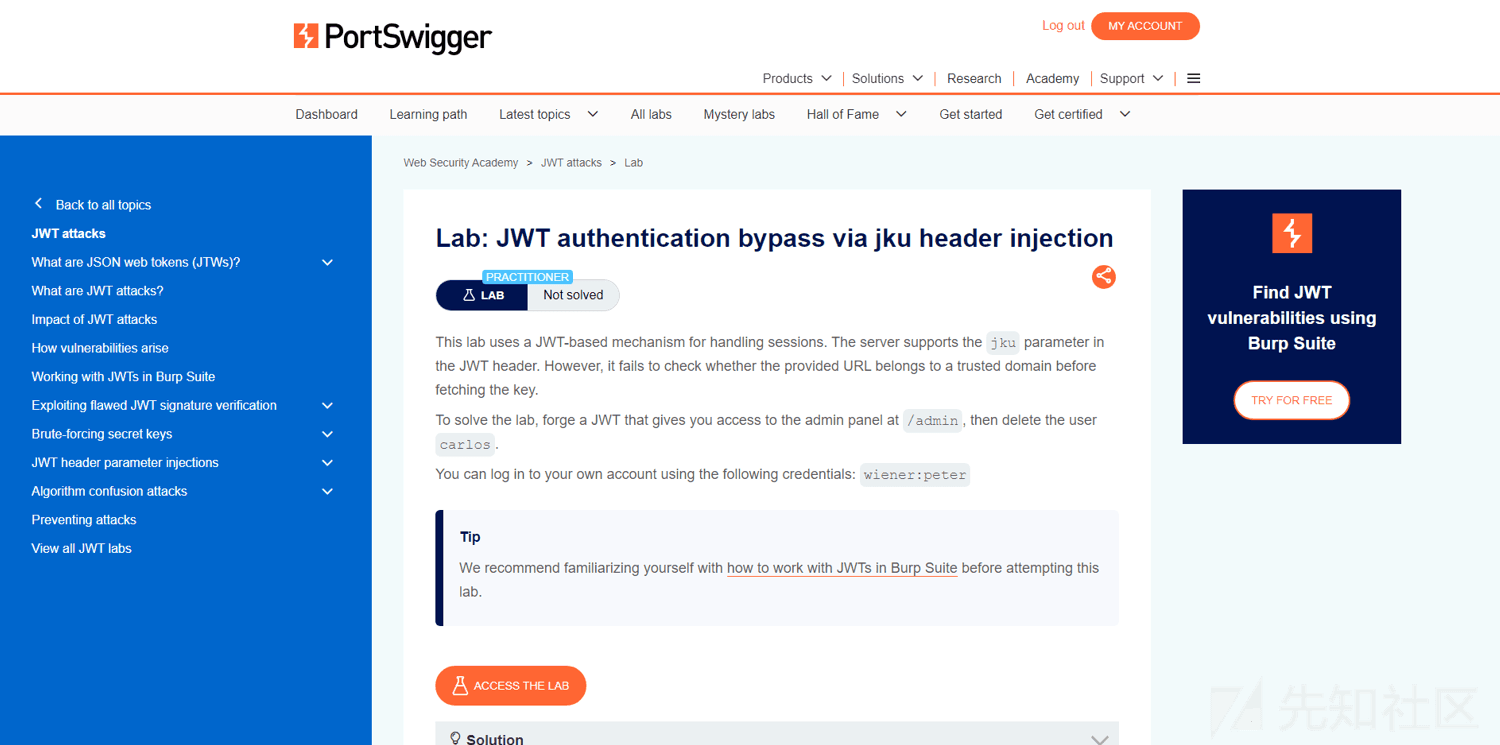 PortSwigger
Log out
MY ACCOUNT
Products
Solutions
Research
Academy
Support
Dashboard
Learning path
Latest topics
All labs
Mystery labs
Hall of Fame
Get started
Get certified
Back to all topics
JWT attacks
What are JSON web tokens (JTWs)?
What are JWT attacks?
Impact of JWT attacks
How vulnerabilities arise
Working with JWTs in Burp Suite
Exploiting flawed JWT signature verification
Brute-forcing secret keys
JWT header parameter injections
Algorithm confusion attacks
Preventing attacks
View all JWT labs
Web Security Academy > JWT attacks > Lab
Lab: JWT authentication bypass via jku header injection
PRACTITIONER
LAB
Not solved
This lab uses a JWT-based mechanism for handling sessions. The server supports the jku parameter in
the JWT header. However, it fails to check whether the provided URL belongs to a trusted domain before
fetching the key.
To solve the lab, forge a JWT that gives you access to the admin panel at /admin, then delete the user
carlos.
You can log in to your own account using the following credentials: wiener:peter
Tip
We recommend familiarizing yourself with how to work with JWTs in Burp Suite before attempting this
lab.
ACCESS THE LAB
Solution
Find JWT
vulnerabilities using
Burp Suite
TRY FOR FREE
先知社区